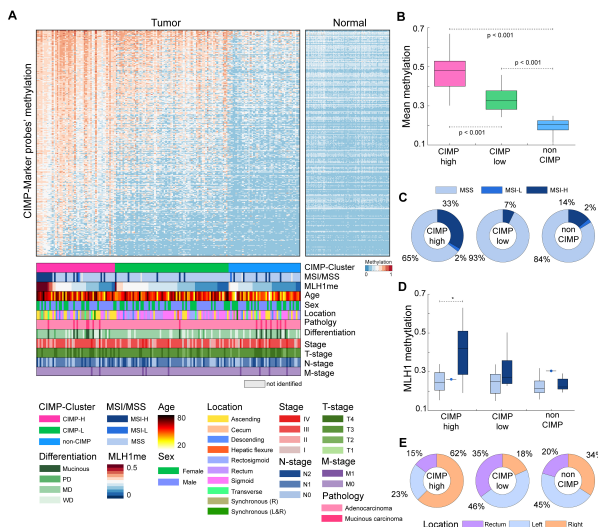 A
Tumor
Normal
CIMP-Marker probes' methylation
Methylation
0
1
CIMP-Cluster
MSI/MSS
MLH1me
Age
Sex
Location
Pathology
Differentiation
Stage
T-stage
N-stage
M-stage
not identified
CIMP-Cluster
CIMP-H
CIMP-L
non-CIMP
MSI/MSS
MSI-H
MSI-L
MSS
Age
80
20
Location
Ascending
Cecum
Descending
Hepatic flexure
Rectosigmoid
Rectum
Sigmoid
Transverse
Synchronous (R)
Synchronous (L&R)
Stage
IV
III
II
I
T-stage
T4
T3
T2
T1
Differentiation
Mucinous
PD
MD
WD
MLH1me
0.5
0
Sex
Female
Male
N-stage
N2
N1
N0
M-stage
M1
M0
Pathology
Adenocarcinoma
Mucinous carcinoma
B
Mean methylation
0.7
0.5
0.3
0.1
p < 0.001
p < 0.001
p < 0.001
CIMP
high
CIMP
low
non
CIMP
MSS
MSI-L
MSI-H
C
33%
2%
65%
CIMP
high
7%
93%
CIMP
low
14%
2%
84%
non
CIMP
D
MLH1 methylation
0.7
0.5
0.3
0.1
*
CIMP
high
CIMP
low
non
CIMP
E
15%
62%
23%
CIMP
high
35%
18%
46%
CIMP
low
20%
34%
45%
non
CIMP
Location
Rectum
Left
Right